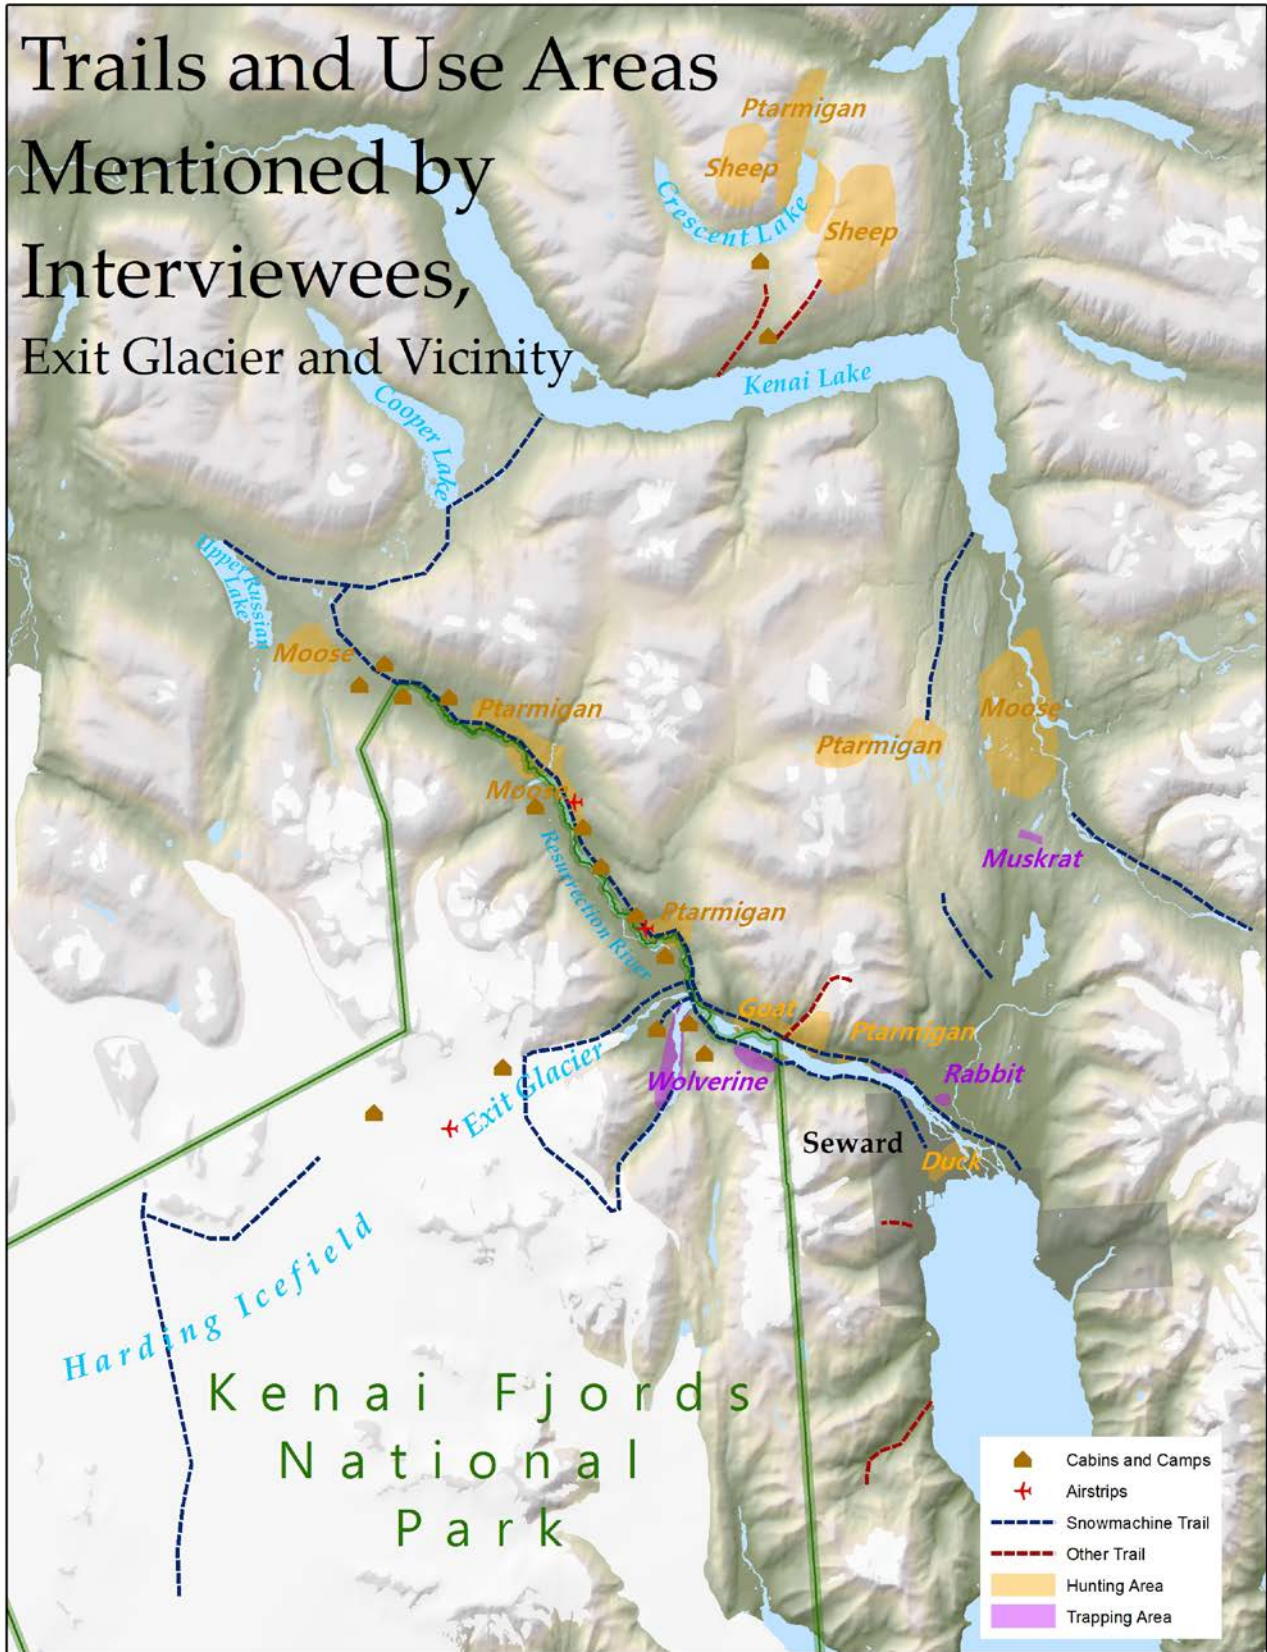 Trails and Use Areas
Mentioned by
Interviewees,
Exit Glacier and Vicinity
Ptarmigan
Sheep
Crescent Lake
Sheep
Kenai Lake
Cooper Lake
Upper Russian
Lake
Moose
Ptarmigan
Moose
Ptarmigan
Moose
Muskrat
Resurrection River
Ptarmigan
Goat
Ptarmigan
Exit Glacier
Wolverine
Rabbit
Seward
Duck
Harding Icefield
Kenai Fjords
National
Park
Cabins and Camps
Airstrips
Snowmachine Trail
Other Trail
Hunting Area
Trapping Area